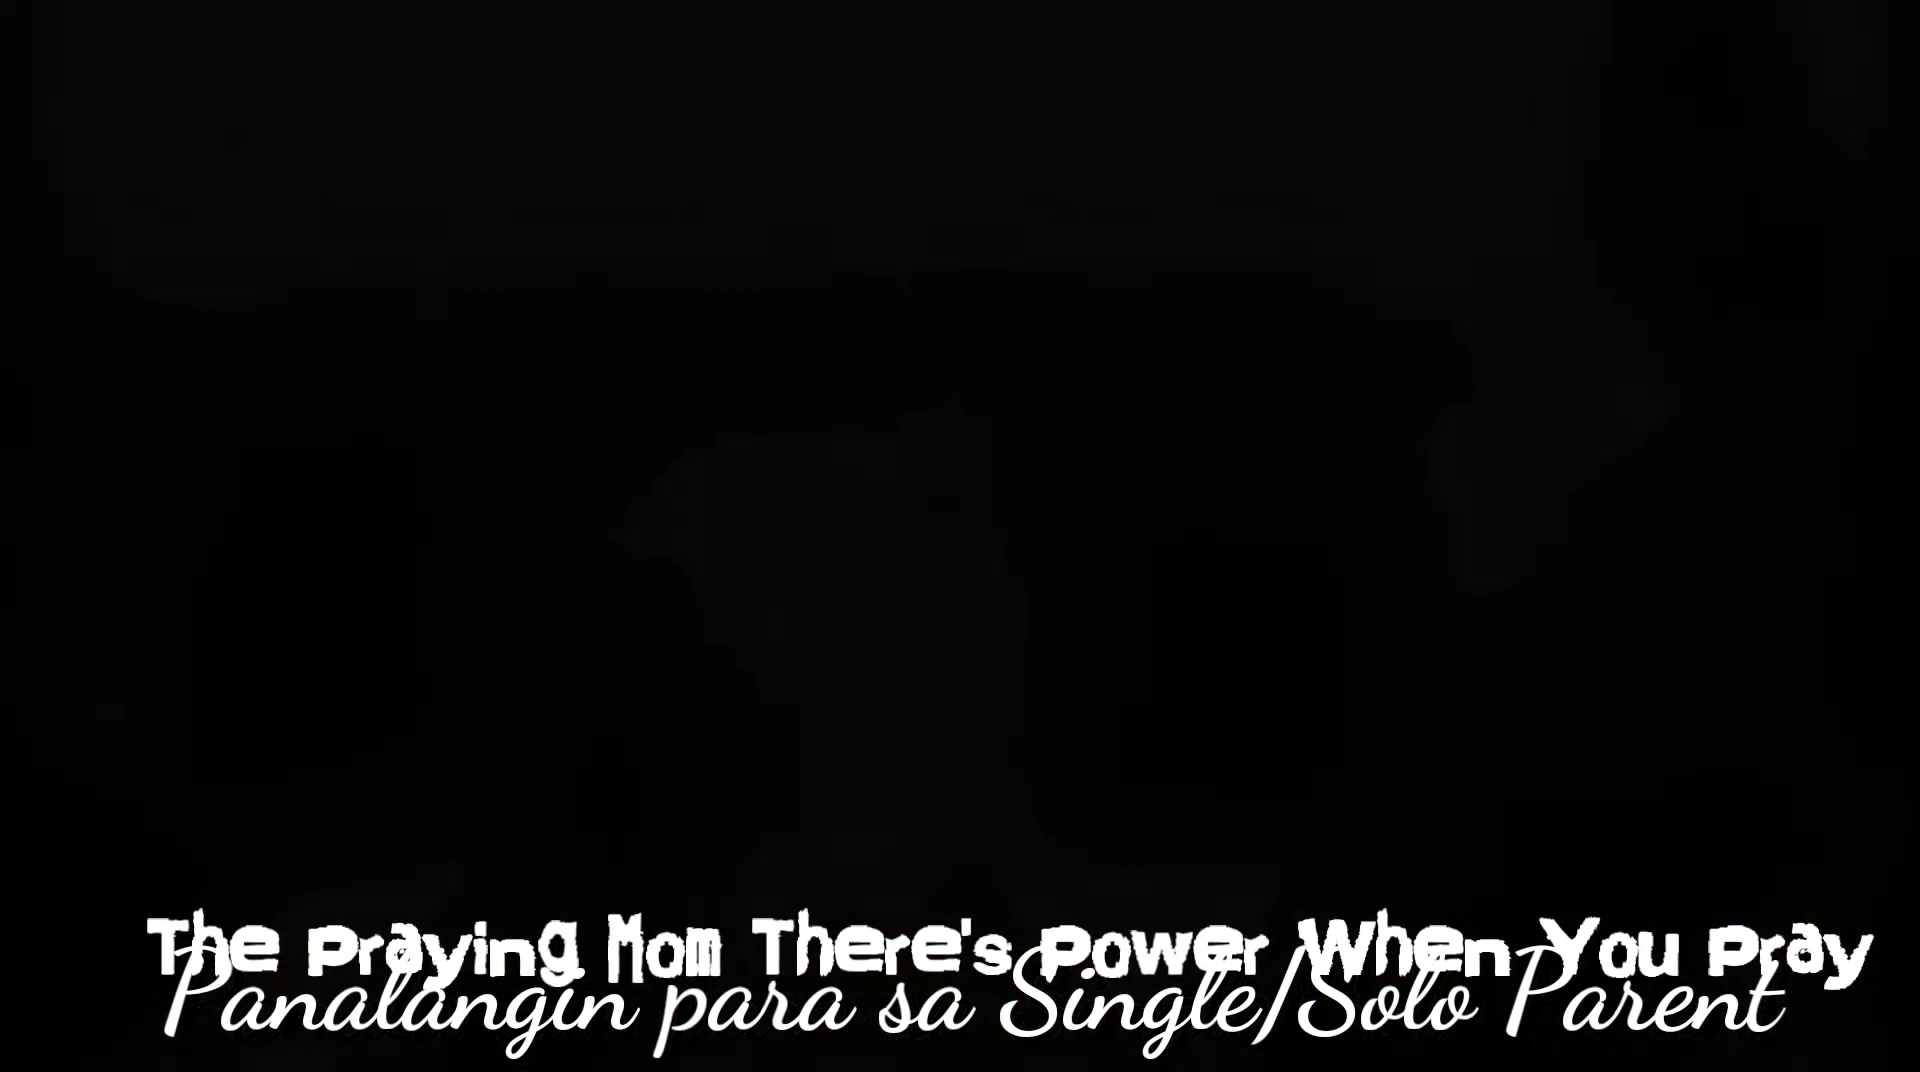 The Praying Mom There's Power When You Pray
Panalangin para sa Single/Solo Parent